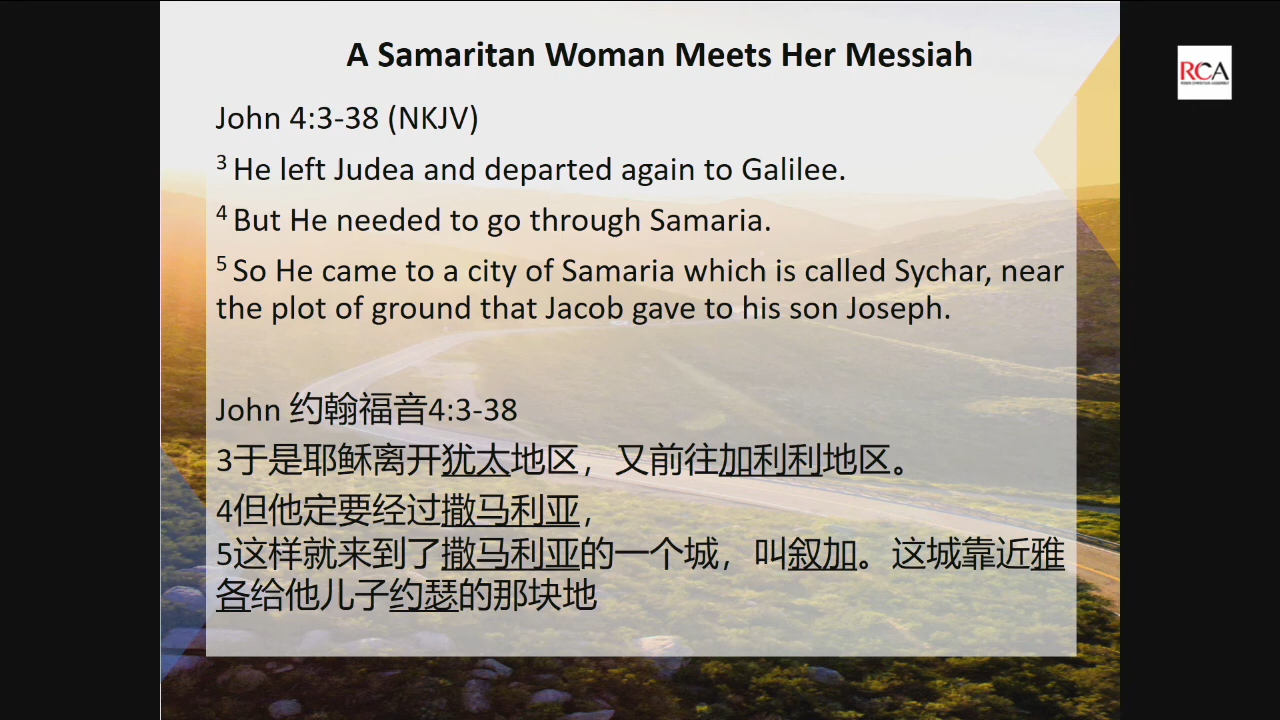 A Samaritan Woman Meets Her Messiah
RCA
John 4:3-38 (NKJV)
3 He left Judea and departed again to Galilee.
4 But He needed to go through Samaria.
5 So He came to a city of Samaria which is called Sychar, near
the plot of ground that Jacob gave to his son Joseph.
John 约翰福音4:3-38
3于是耶稣离开犹太地区，又前往加利利地区。
4但他定要经过撒马利亚，
5这样就来到了撒马利亚的一个城，叫叙加。这城靠近雅
各给他儿子约瑟的那块地